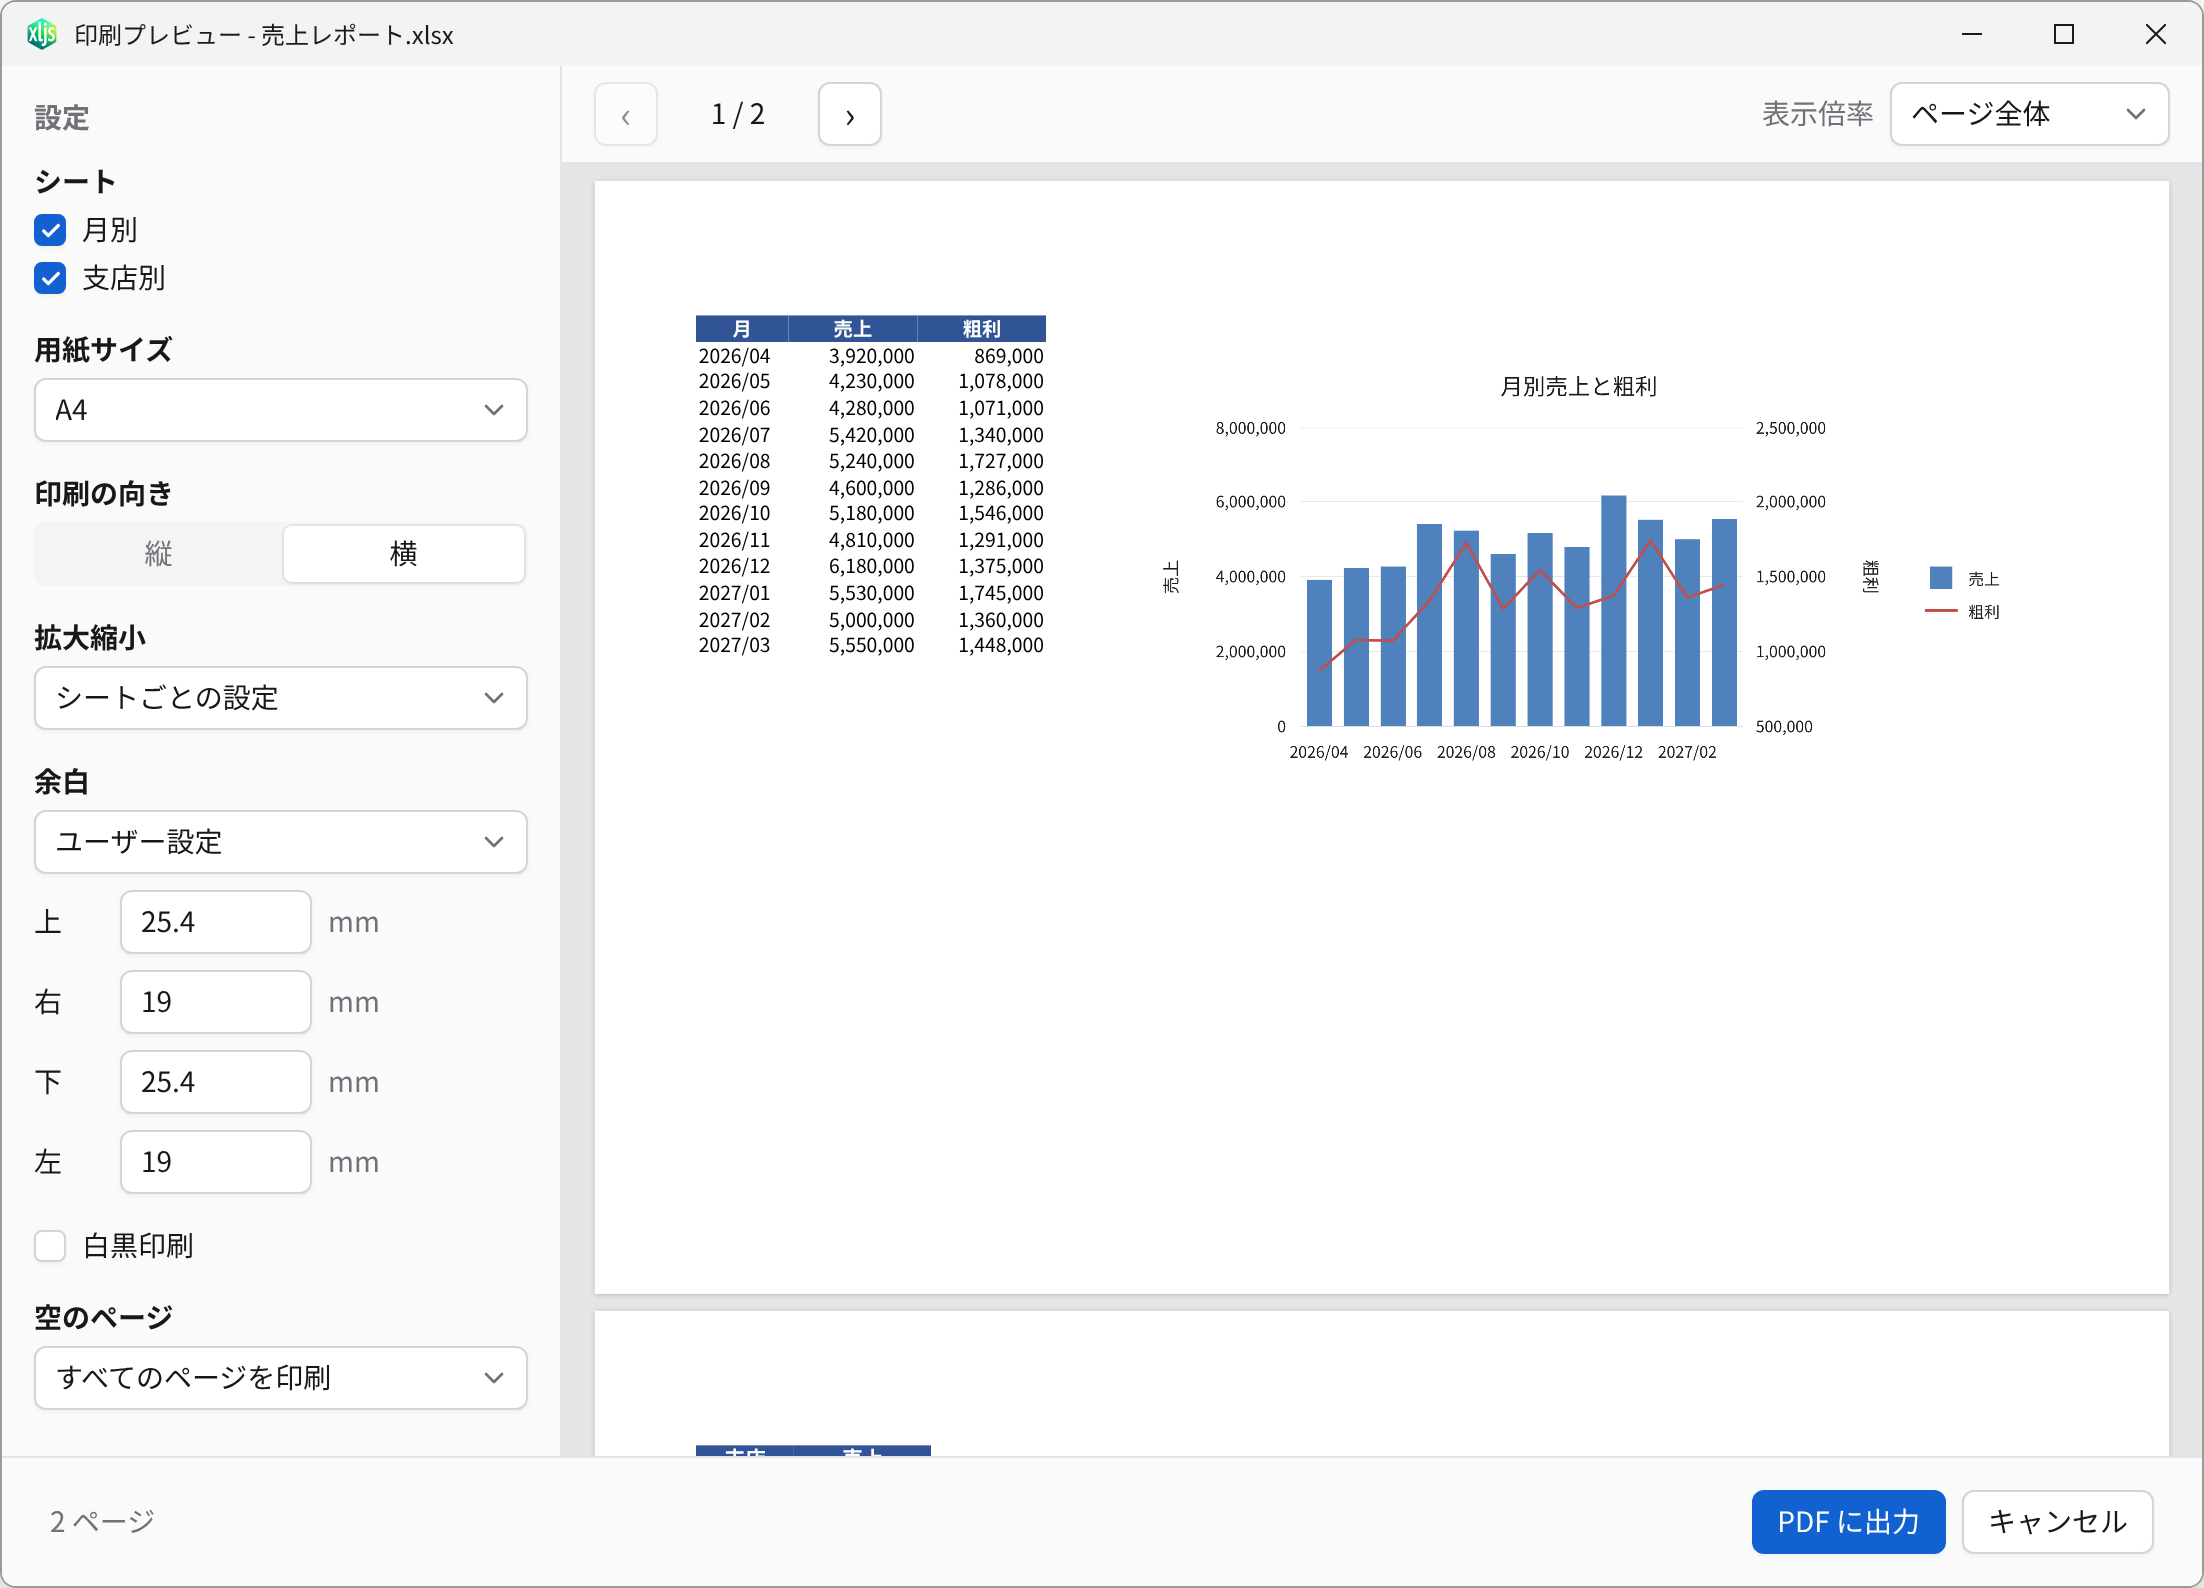 印刷プレビュー - 売上レポート.xlsx
設定
シート
月別
支店別
用紙サイズ
A4
印刷の向き
縦 横
拡大縮小
シートごとの設定
余白
ユーザー設定
上 25.4 mm
右 19 mm
下 25.4 mm
左 19 mm
白黒印刷
空のページ
すべてのページを印刷
‹ 1 / 2 ›
表示倍率 ページ全体
月 売上 粗利
2026/04 3,920,000 869,000
2026/05 4,230,000 1,078,000
2026/06 4,280,000 1,071,000
2026/07 5,420,000 1,340,000
2026/08 5,240,000 1,727,000
2026/09 4,600,000 1,286,000
2026/10 5,180,000 1,546,000
2026/11 4,810,000 1,291,000
2026/12 6,180,000 1,375,000
2027/01 5,530,000 1,745,000
2027/02 5,000,000 1,360,000
2027/03 5,550,000 1,448,000
月別売上と粗利
8,000,000 2,500,000
6,000,000 2,000,000
4,000,000 1,500,000
2,000,000 1,000,000
0 500,000
売上
粗利
2026/04 2026/06 2026/08 2026/10 2026/12 2027/02
売上
粗利
支店 売上
2 ページ
PDF に出力 キャンセル